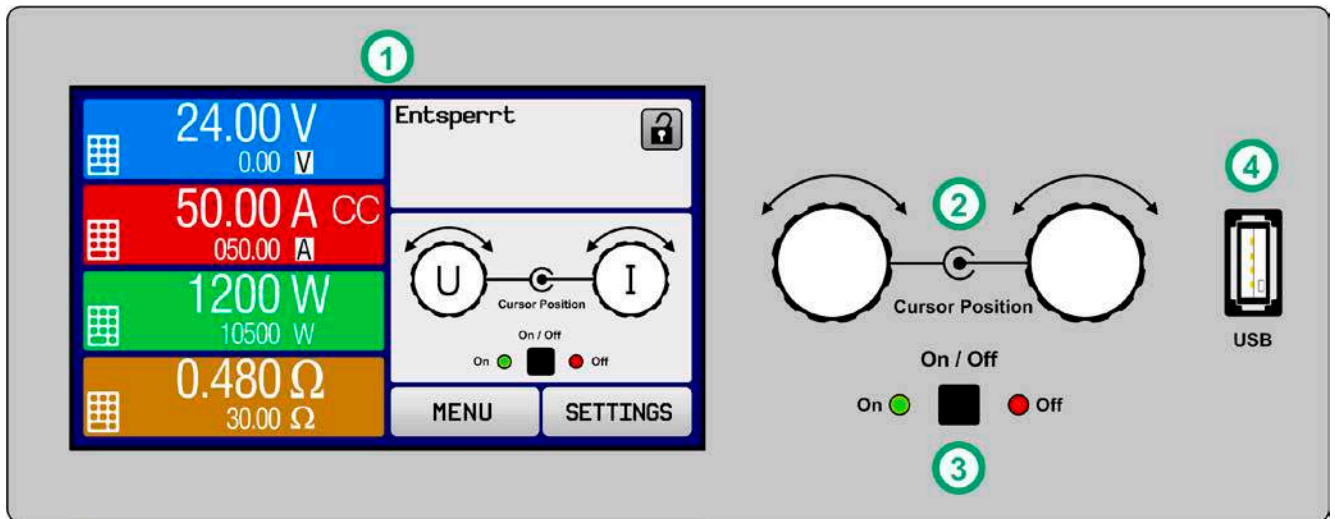 1
24.00 V
0.00 V
50.00 A CC
050.00 A
1200 W
10500 W
0.480 Ω
30.00 Ω
Entsperrt
U I
Cursor Position
On / Off
On Off
MENU SETTINGS
2
Cursor Position
On / Off
On Off
3
4
USB